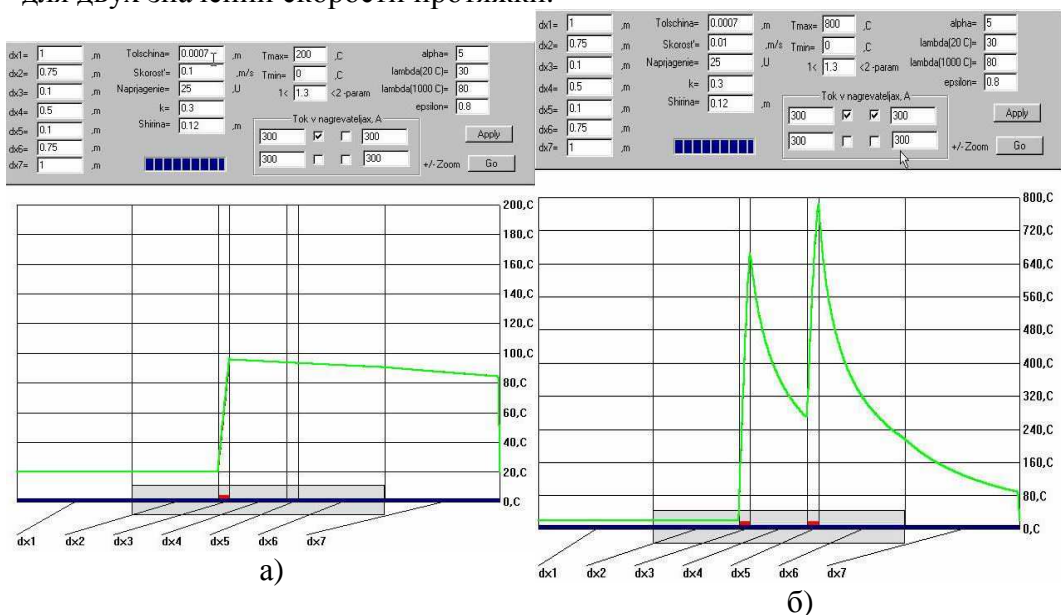 для двух значений скорости протяжки.
dx1= 1 ,m Tolschina= 0.0007 ,m Tmax= 200 ,C alpha= 5
dx2= 0.75 ,m Skorost'= 0.1 ,m/s Tmin= 0 ,C lambda(20 C)= 30
dx3= 0.1 ,m Naprjagenie= 25 ,U 1< 1.3 <2 -param lambda(1000 C)= 80
dx4= 0.5 ,m k= 0.3 epsilon= 0.8
dx5= 0.1 ,m Shirina= 0.12 ,m Tok v nagrevateljax, A
dx6= 0.75 ,m 300 300 Apply
dx7= 1 ,m 300 300 +/- Zoom Go
200,C
180,C
160,C
140,C
120,C
100,C
80,C
60,C
40,C
20,C
0,C
dx1 dx2 dx3 dx4 dx5 dx6 dx7
а)
dx1= 1 ,m Tolschina= 0.0007 ,m Tmax= 800 ,C alpha= 5
dx2= 0.75 ,m Skorost'= 0.01 ,m/s Tmin= 0 ,C lambda(20 C)= 30
dx3= 0.1 ,m Naprjagenie= 25 ,U 1< 1.3 <2 -param lambda(1000 C)= 80
dx4= 0.5 ,m k= 0.3 epsilon= 0.8
dx5= 0.1 ,m Shirina= 0.12 ,m Tok v nagrevateljax, A
dx6= 0.75 ,m 300 300 Apply
dx7= 1 ,m 300 300 +/- Zoom Go
800,C
720,C
640,C
560,C
480,C
400,C
320,C
240,C
160,C
80,C
0,C
dx1 dx2 dx3 dx4 dx5 dx6 dx7
б)